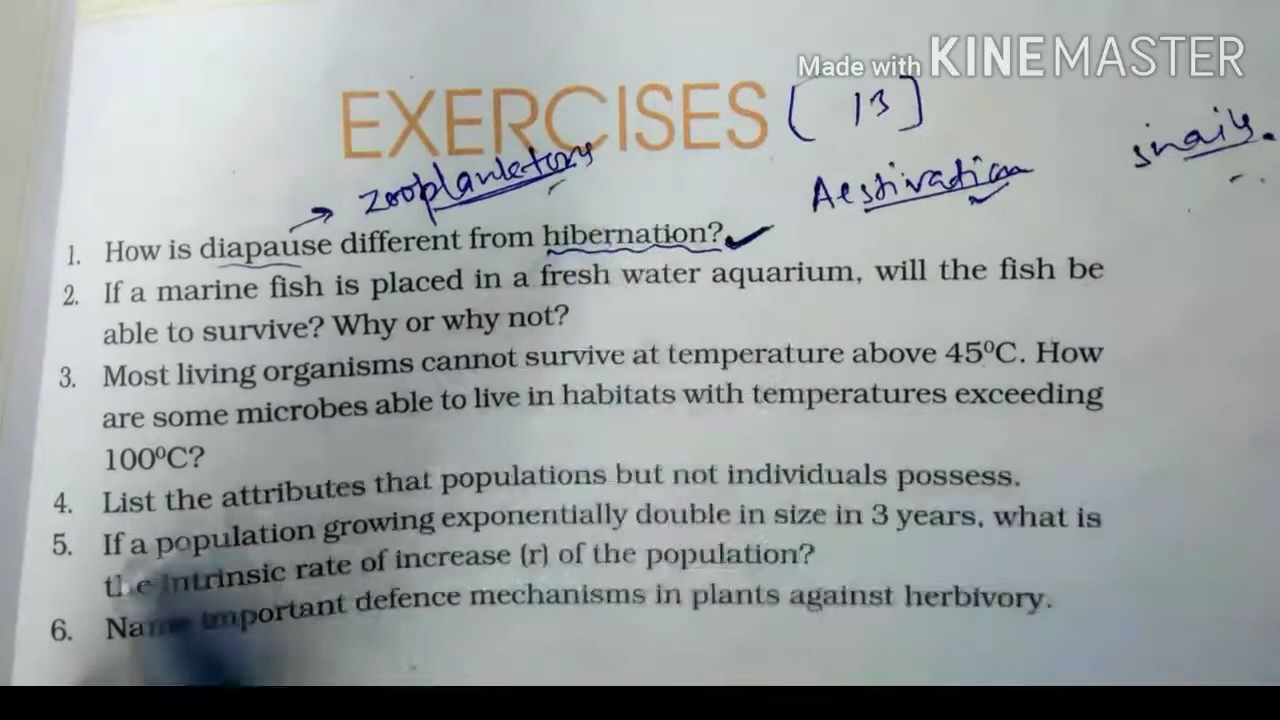 Made with KINEMASTER
EXERCISES [ 13 ]
→ zooplanktons
Aestivation
snails.
1. How is diapause different from hibernation?
2. If a marine fish is placed in a fresh water aquarium, will the fish be
able to survive? Why or why not?
3. Most living organisms cannot survive at temperature above 45⁰C. How
are some microbes able to live in habitats with temperatures exceeding
100⁰C?
4. List the attributes that populations but not individuals possess.
5. If a population growing exponentially double in size in 3 years, what is
the intrinsic rate of increase (r) of the population?
6. Name important defence mechanisms in plants against herbivory.